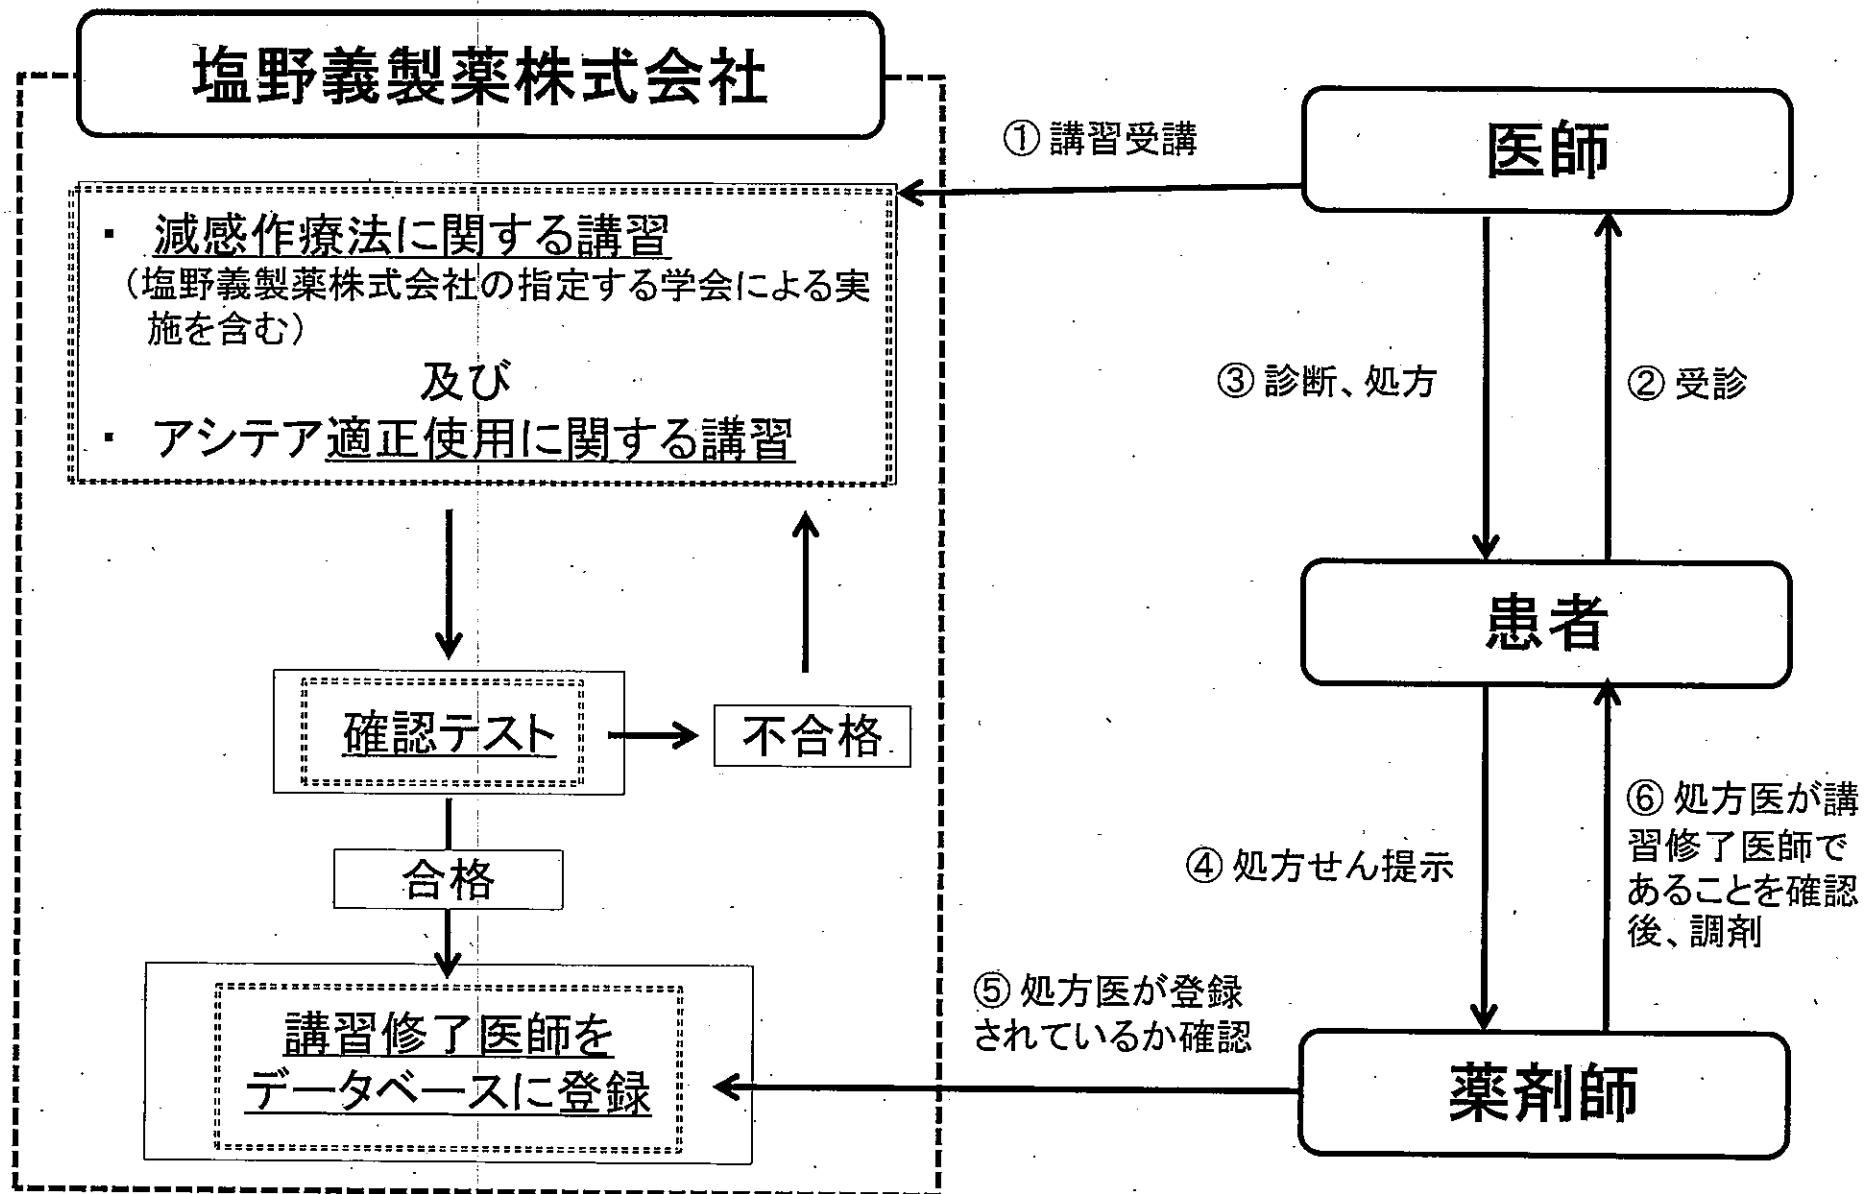 塩野義製薬株式会社
・ 減感作療法に関する講習
（塩野義製薬株式会社の指定する学会による実
施を含む）
及び
・ アシテア適正使用に関する講習
確認テスト
不合格
合格
講習修了医師を
データベースに登録
① 講習受講
医師
③ 診断、処方
② 受診
患者
④ 処方せん提示
⑥ 処方医が講
習修了医師で
あることを確認
後、調剤
⑤ 処方医が登録
されているか確認
薬剤師